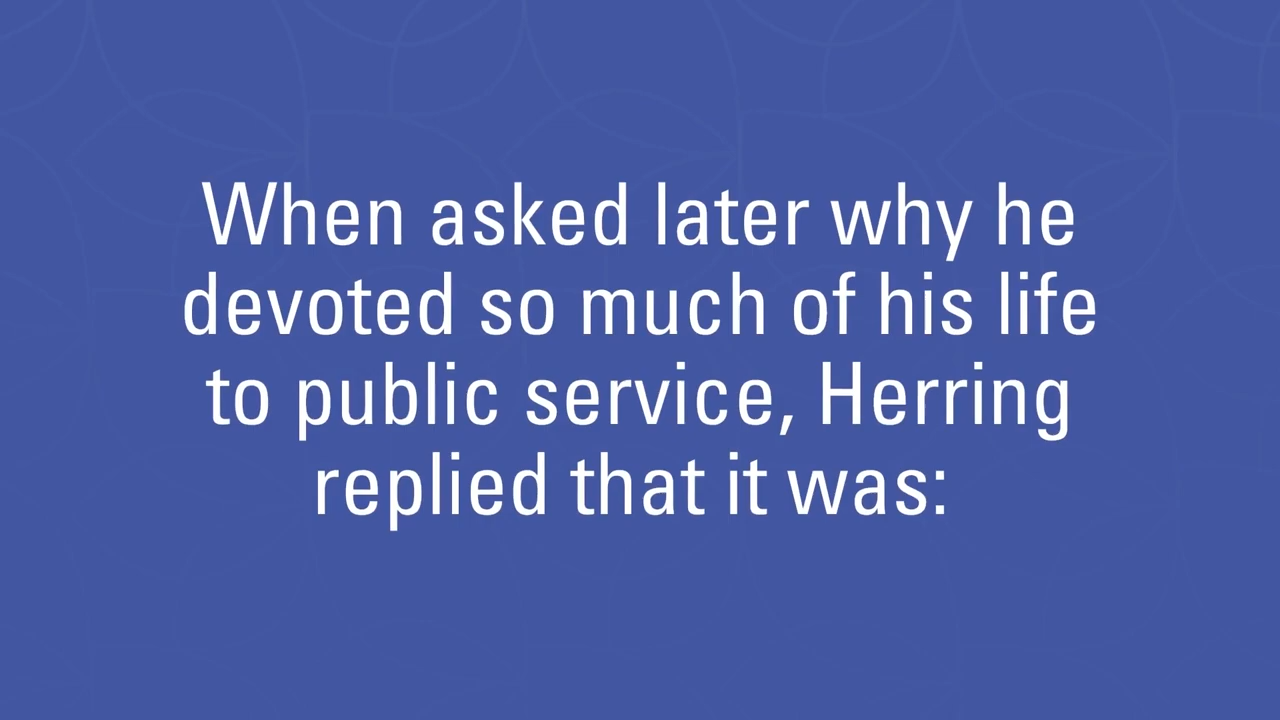 When asked later why he
devoted so much of his life
to public service, Herring
replied that it was: